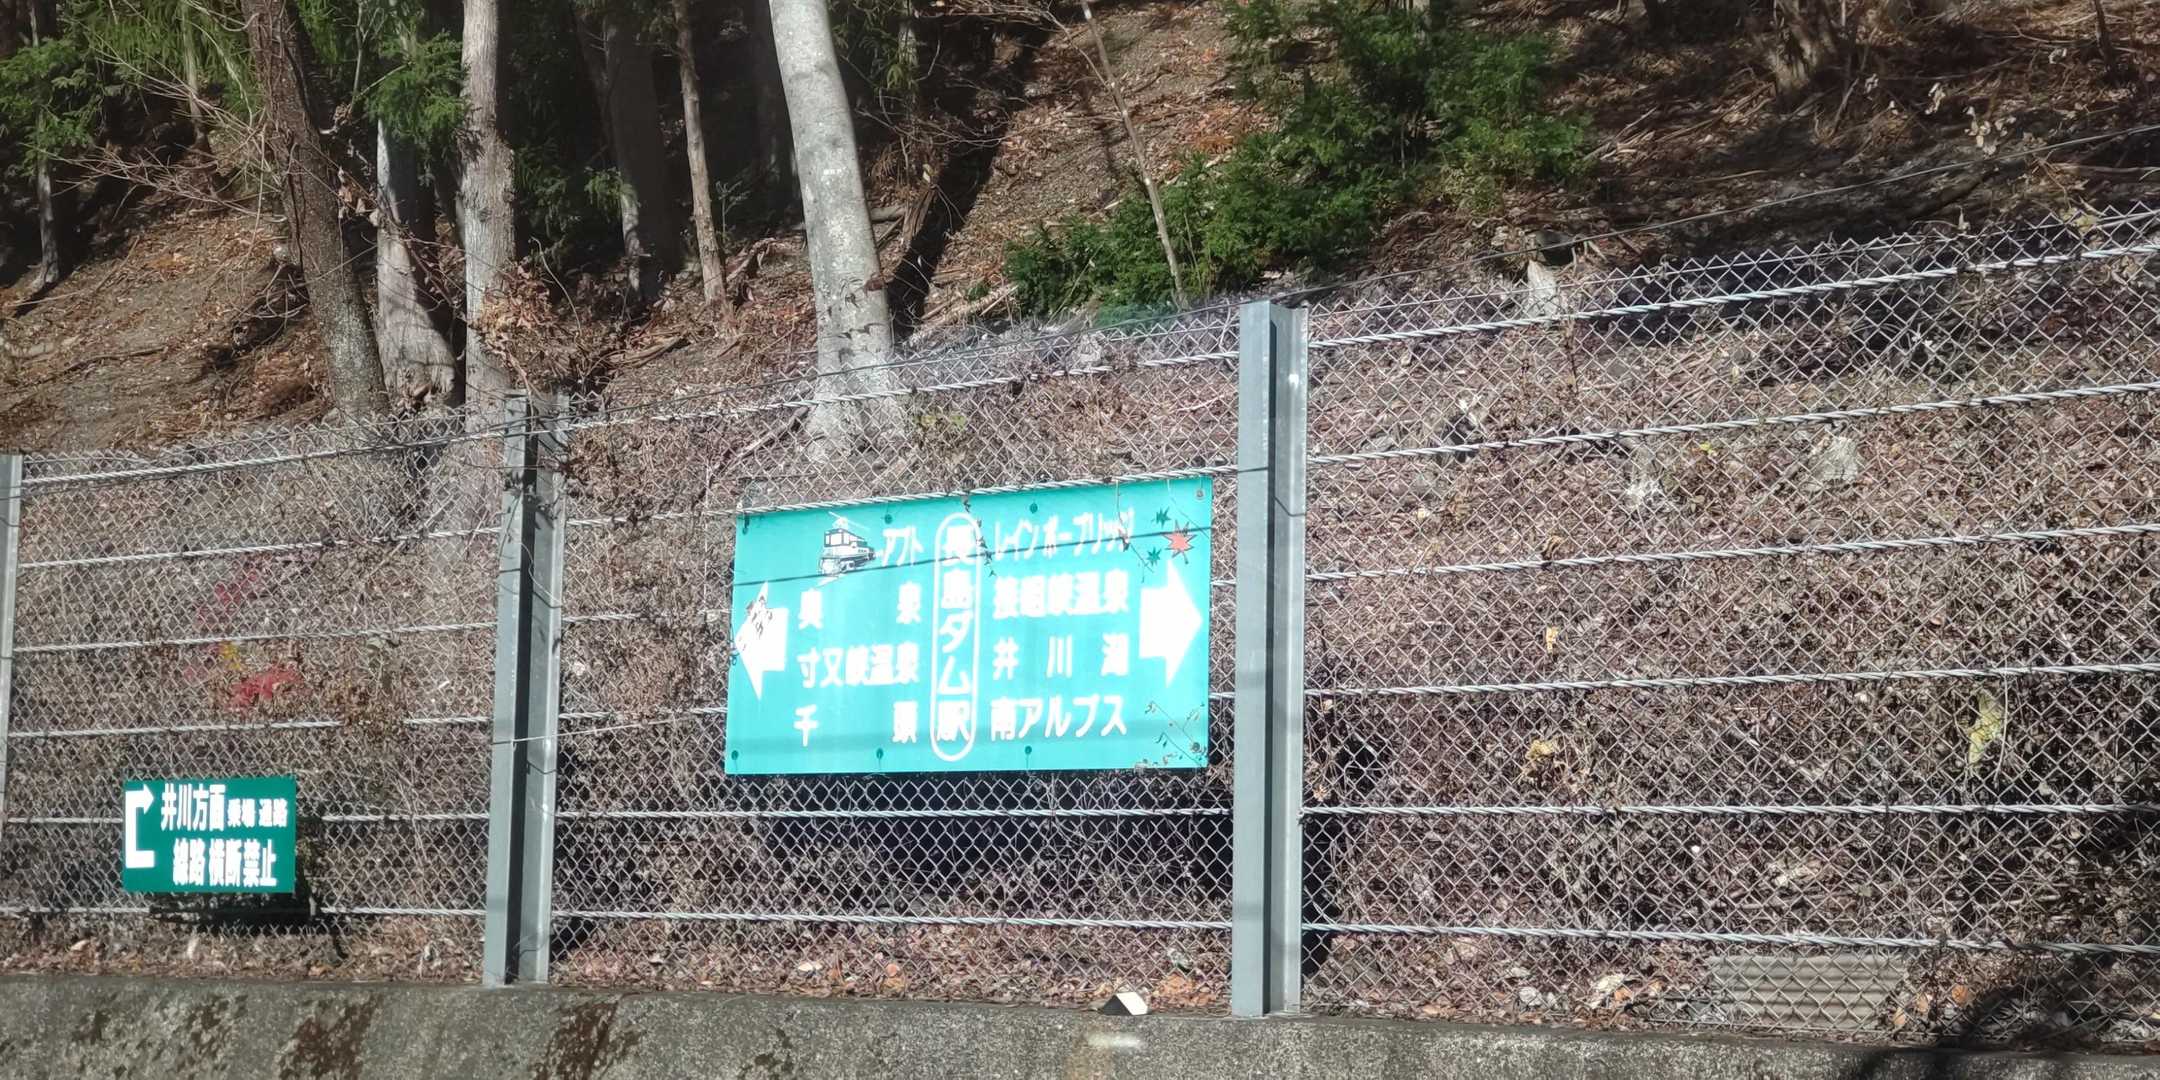 アプト
奥泉
寸又峡温泉
千頭
長島ダム駅
レインボーブリッジ
接岨峡温泉
井川湖
南アルプス
井川方面乗場通路
線路横断禁止